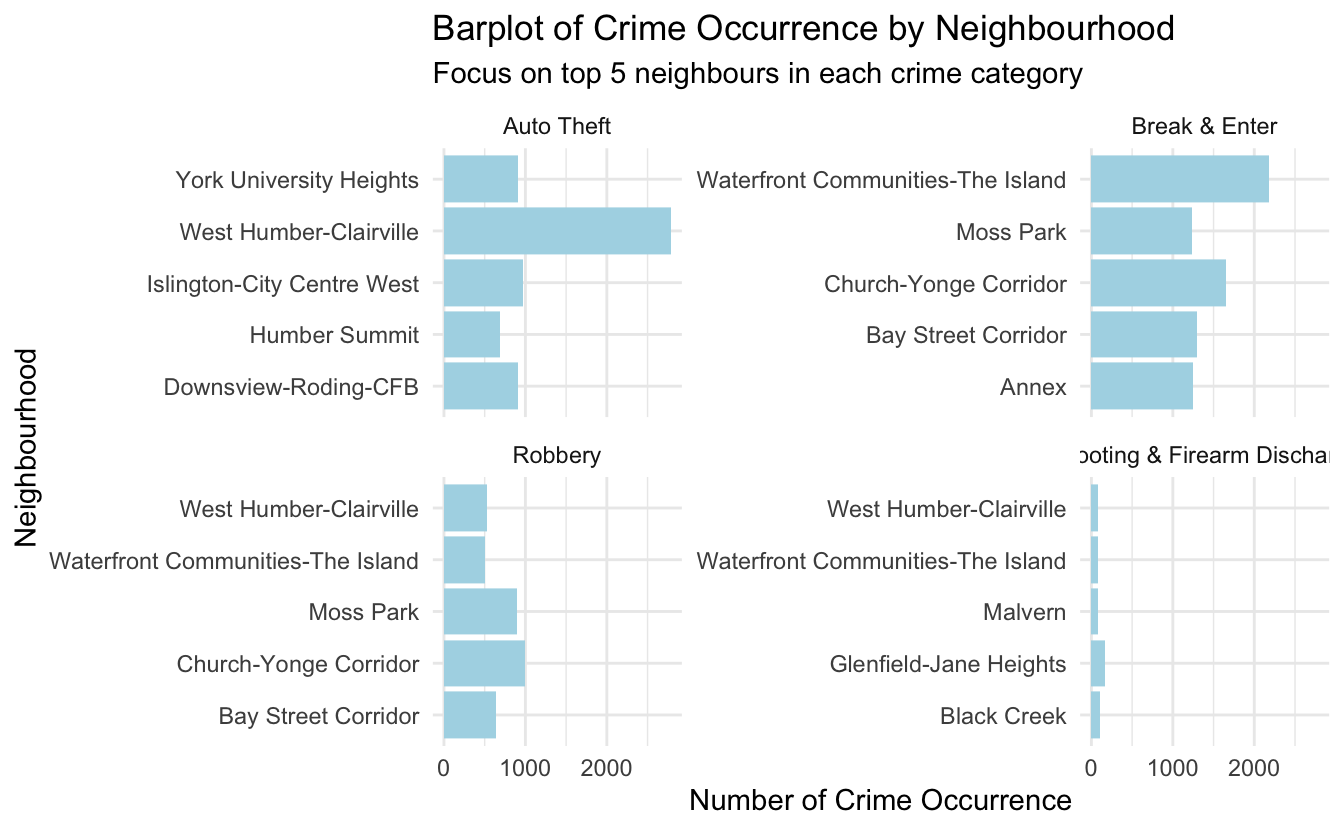 Barplot of Crime Occurrence by Neighbourhood
Focus on top 5 neighbours in each crime category
Auto Theft
York University Heights
West Humber-Clairville
Islington-City Centre West
Humber Summit
Downsview-Roding-CFB
Break & Enter
Waterfront Communities-The Island
Moss Park
Church-Yonge Corridor
Bay Street Corridor
Annex
Neighbourhood
Robbery
West Humber-Clairville
Waterfront Communities-The Island
Moss Park
Church-Yonge Corridor
Bay Street Corridor
0 1000 2000
ooting & Firearm Dischar
West Humber-Clairville
Waterfront Communities-The Island
Malvern
Glenfield-Jane Heights
Black Creek
0 1000 2000
Number of Crime Occurrence